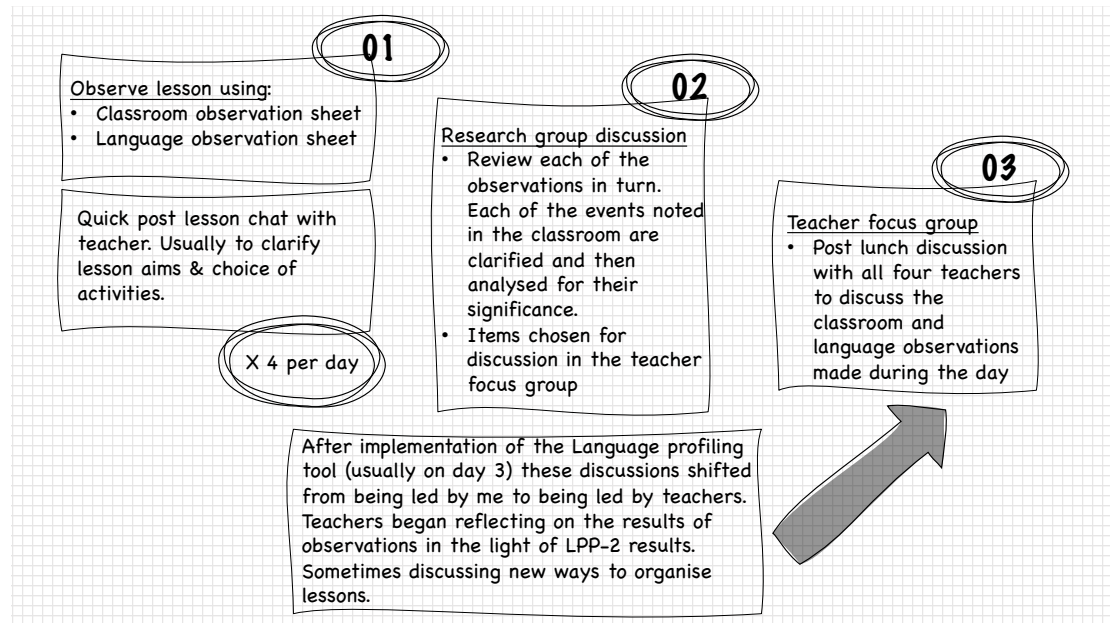 01
Observe lesson using:
• Classroom observation sheet
• Language observation sheet
Quick post lesson chat with
teacher. Usually to clarify
lesson aims & choice of
activities.
X 4 per day
02
Research group discussion
• Review each of the
observations in turn.
Each of the events noted
in the classroom are
clarified and then
analysed for their
significance.
• Items chosen for
discussion in the teacher
focus group
03
Teacher focus group
• Post lunch discussion
with all four teachers
to discuss the
classroom and
language observations
made during the day
After implementation of the Language profiling
tool (usually on day 3) these discussions shifted
from being led by me to being led by teachers.
Teachers began reflecting on the results of
observations in the light of LPP-2 results.
Sometimes discussing new ways to organise
lessons.